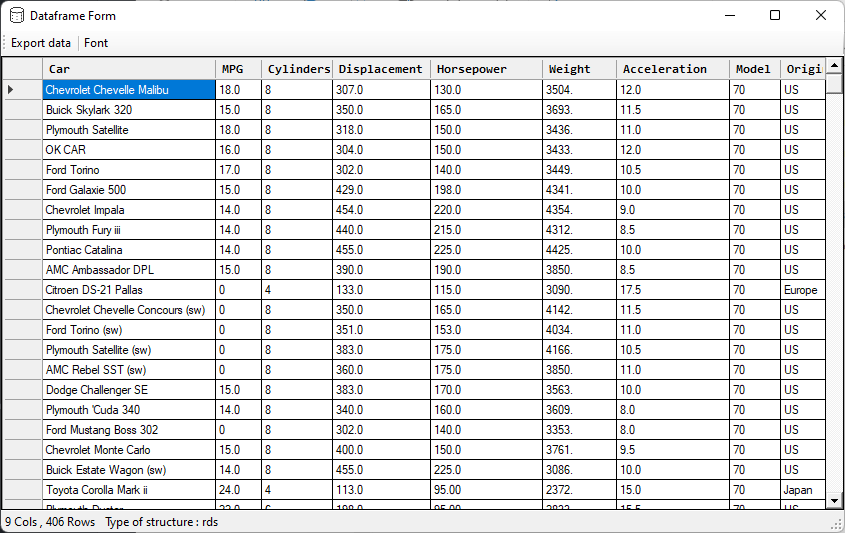 Dataframe Form
Export data Font
Car MPG Cylinders Displacement Horsepower Weight Acceleration Model Origi
Chevrolet Chevelle Malibu 18.0 8 307.0 130.0 3504. 12.0 70 US
Buick Skylark 320 15.0 8 350.0 165.0 3693. 11.5 70 US
Plymouth Satellite 18.0 8 318.0 150.0 3436. 11.0 70 US
OK CAR 16.0 8 304.0 150.0 3433. 12.0 70 US
Ford Torino 17.0 8 302.0 140.0 3449. 10.5 70 US
Ford Galaxie 500 15.0 8 429.0 198.0 4341. 10.0 70 US
Chevrolet Impala 14.0 8 454.0 220.0 4354. 9.0 70 US
Plymouth Fury iii 14.0 8 440.0 215.0 4312. 8.5 70 US
Pontiac Catalina 14.0 8 455.0 225.0 4425. 10.0 70 US
AMC Ambassador DPL 15.0 8 390.0 190.0 3850. 8.5 70 US
Citroen DS-21 Pallas 0 4 133.0 115.0 3090. 17.5 70 Europe
Chevrolet Chevelle Concours (sw) 0 8 350.0 165.0 4142. 11.5 70 US
Ford Torino (sw) 0 8 351.0 153.0 4034. 11.0 70 US
Plymouth Satellite (sw) 0 8 383.0 175.0 4166. 10.5 70 US
AMC Rebel SST (sw) 0 8 360.0 175.0 3850. 11.0 70 US
Dodge Challenger SE 15.0 8 383.0 170.0 3563. 10.0 70 US
Plymouth 'Cuda 340 14.0 8 340.0 160.0 3609. 8.0 70 US
Ford Mustang Boss 302 0 8 302.0 140.0 3353. 8.0 70 US
Chevrolet Monte Carlo 15.0 8 400.0 150.0 3761. 9.5 70 US
Buick Estate Wagon (sw) 14.0 8 455.0 225.0 3086. 10.0 70 US
Toyota Corolla Mark ii 24.0 4 113.0 95.00 2372. 15.0 70 Japan
Plymouth Duster 22.0 6 198.0 95.00 2833. 15.5 70 US
9 Cols , 406 Rows Type of structure : rds